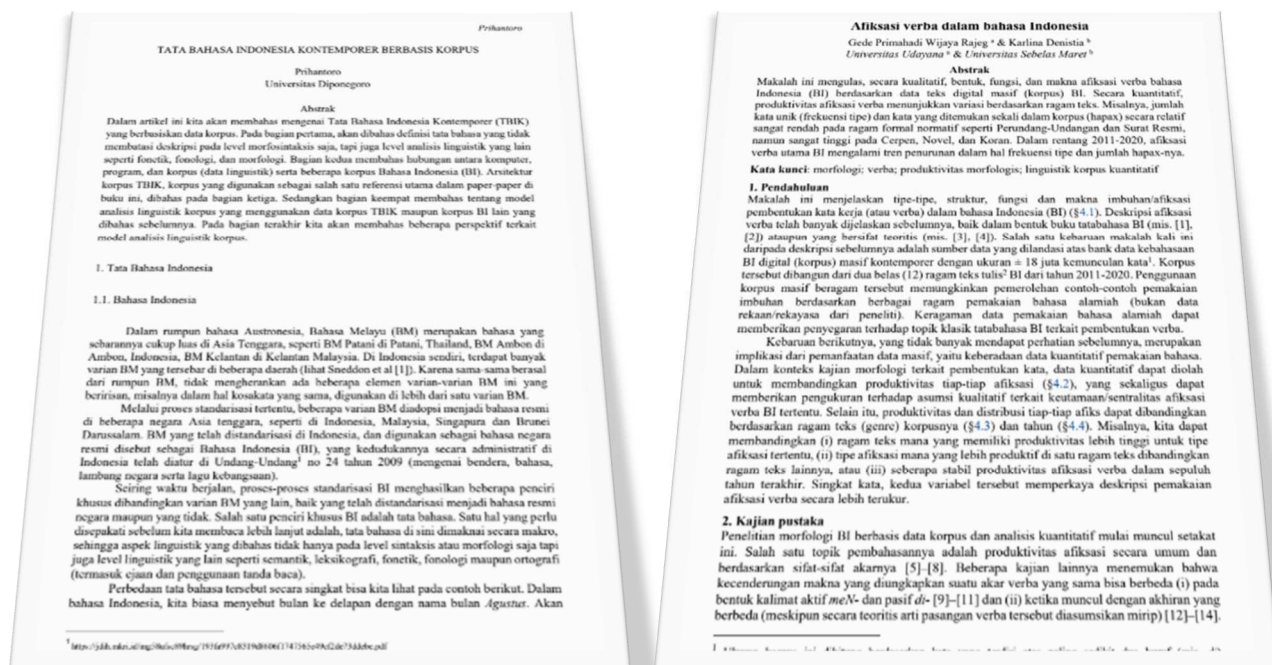 Prihantoro
TATA BAHASA INDONESIA KONTEMPORER BERBASIS KORPUS
Prihantoro
Universitas Diponegoro
Abstrak
Dalam artikel ini kita akan membahas mengenai Tata Bahasa Indonesia Kontemporer (TBIK)
yang berbasiskan data korpus. Pada bagian pertama, akan dibahas definisi tata bahasa yang tidak
membatasi deskripsi pada level morfosintaksis saja, tapi juga level analisis linguistik yang lain
seperti fonetik, fonologi, dan morfologi. Bagian kedua membahas hubungan antara komputer,
program, dan korpus (data linguistik) serta beberapa korpus Bahasa Indonesia (BI). Arsitektur
korpus TBIK, korpus yang digunakan sebagai salah satu referensi utama dalam paper-paper di
buku ini, dibahas pada bagian ketiga. Sedangkan bagian keempat membahas tentang model
analisis linguistik korpus yang menggunakan data korpus TBIK maupun korpus BI lain yang
dibahas sebelumnya. Pada bagian terakhir kita akan membahas beberapa perspektif terkait
model analisis linguistik korpus.
1. Tata Bahasa Indonesia
1.1. Bahasa Indonesia
Dalam rumpun bahasa Austronesia, Bahasa Melayu (BM) merupakan bahasa yang
sebarannya cukup luas di Asia Tenggara, seperti BM Patani di Patani, Thailand, BM Ambon di
Ambon, Indonesia, BM Kelantan di Kelantan Malaysia. Di Indonesia sendiri, terdapat banyak
varian BM yang tersebar di beberapa daerah (lihat Sneddon et al [1]). Karena sama-sama berasal
dari rumpun BM, tidak mengherankan ada beberapa elemen varian-varian BM ini yang
beririsan, misalnya dalam hal kosakata yang sama, digunakan di lebih dari satu varian BM.
Melalui proses standarisasi tertentu, beberapa varian BM diadopsi menjadi bahasa resmi
di beberapa negara Asia tenggara, seperti di Indonesia, Malaysia, Singapura dan Brunei
Darussalam. BM yang telah distandarisasi di Indonesia, dan digunakan sebagai bahasa negara
resmi disebut sebagai Bahasa Indonesia (BI), yang kedudukannya secara administratif di
Indonesia telah diatur di Undang-Undang¹ no 24 tahun 2009 (mengenai bendera, bahasa,
lambang negara serta lagu kebangsaan).
Seiring waktu berjalan, proses-proses standarisasi BI menghasilkan beberapa penciri
khusus dibandingkan varian BM yang lain, baik yang telah distandarisasi menjadi bahasa resmi
negara maupun yang tidak. Salah satu penciri khusus BI adalah tata bahasa. Satu hal yang perlu
disepakati sebelum kita membaca lebih lanjut adalah, tata bahasa di sini dimaknai secara makro,
sehingga aspek linguistik yang dibahas tidak hanya pada level sintaksis atau morfologi saja tapi
juga level linguistik yang lain seperti semantik, leksikografi, fonetik, fonologi maupun ortografi
(termasuk ejaan dan penggunaan tanda baca).
Perbedaan tata bahasa tersebut secara singkat bisa kita lihat pada contoh berikut. Dalam
bahasa Indonesia, kita biasa menyebut bulan ke delapan dengan nama bulan Agustus. Akan
1
Afiksasi verba dalam bahasa Indonesia
Gede Primahadi Wijaya Rajeg ᵃ & Karlina Denistia ᵇ
Universitas Udayana ᵃ & Universitas Sebelas Maret ᵇ
Abstrak
Makalah ini mengulas, secara kualitatif, bentuk, fungsi, dan makna afiksasi verba bahasa
Indonesia (BI) berdasarkan data teks digital masif (korpus) BI. Secara kuantitatif,
produktivitas afiksasi verba menunjukkan variasi berdasarkan ragam teks. Misalnya, jumlah
kata unik (frekuensi tipe) dan kata yang ditemukan sekali dalam korpus (hapax) secara relatif
sangat rendah pada ragam formal normatif seperti Perundang-Undangan dan Surat Resmi,
namun sangat tinggi pada Cerpen, Novel, dan Koran. Dalam rentang 2011-2020, afiksasi
verba utama BI mengalami tren penurunan dalam hal frekuensi tipe dan jumlah hapax-nya.
Kata kunci: morfologi; verba; produktivitas morfologis; linguistik korpus kuantitatif
1. Pendahuluan
Makalah ini menjelaskan tipe-tipe, struktur, fungsi dan makna imbuhan/afiksasi
pembentukan kata kerja (atau verba) dalam bahasa Indonesia (BI) (§4.1). Deskripsi afiksasi
verba telah banyak dijelaskan sebelumnya, baik dalam bentuk buku tatabahasa BI (mis. [1],
[2]) ataupun yang bersifat teoritis (mis. [3], [4]). Salah satu kebaruan makalah kali ini
daripada deskripsi sebelumnya adalah sumber data yang dilandasi atas bank data kebahasaan
BI digital (korpus) masif kontemporer dengan ukuran ± 18 juta kemunculan kata¹. Korpus
tersebut dibangun dari dua belas (12) ragam teks tulis² BI dari tahun 2011-2020. Penggunaan
korpus masif beragam tersebut memungkinkan pemerolehan contoh-contoh pemakaian
imbuhan berdasarkan berbagai ragam pemakaian bahasa alamiah (bukan data
rekaan/rekayasa dari peneliti). Keragaman data pemakaian bahasa alamiah dapat
memberikan penyegaran terhadap topik klasik tatabahasa BI terkait pembentukan verba.
Kebaruan berikutnya, yang tidak banyak mendapat perhatian sebelumnya, merupakan
implikasi dari pemanfaatan data masif, yaitu keberadaan data kuantitatif pemakaian bahasa.
Dalam konteks kajian morfologi terkait pembentukan kata, data kuantitatif dapat diolah
untuk membandingkan produktivitas tiap-tiap afiksasi (§4.2), yang sekaligus dapat
memberikan pengukuran terhadap asumsi kualitatif terkait keutamaan/sentralitas afiksasi
verba BI tertentu. Selain itu, produktivitas dan distribusi tiap-tiap afiks dapat dibandingkan
berdasarkan ragam teks (genre) korpusnya (§4.3) dan tahun (§4.4). Misalnya, kita dapat
membandingkan (i) ragam teks mana yang memiliki produktivitas lebih tinggi untuk tipe
afiksasi tertentu, (ii) tipe afiksasi mana yang lebih produktif di satu ragam teks dibandingkan
ragam teks lainnya, atau (iii) seberapa stabil produktivitas afiksasi verba dalam sepuluh
tahun terakhir. Singkat kata, kedua variabel tersebut memperkaya deskripsi pemakaian
afiksasi verba secara lebih terukur.
2. Kajian pustaka
Penelitian morfologi BI berbasis data korpus dan analisis kuantitatif mulai muncul setakat
ini. Salah satu topik pembahasannya adalah produktivitas afiksasi secara umum dan
berdasarkan sifat-sifat akarnya [5]–[8]. Beberapa kajian lainnya menemukan bahwa
kecenderungan makna yang diungkapkan suatu akar verba yang sama bisa berbeda (i) pada
bentuk kalimat aktif meN- dan pasif di- [9]–[11] dan (ii) ketika muncul dengan akhiran yang
berbeda (meskipun secara teoritis arti pasangan verba tersebut diasumsikan mirip) [12]–[14].